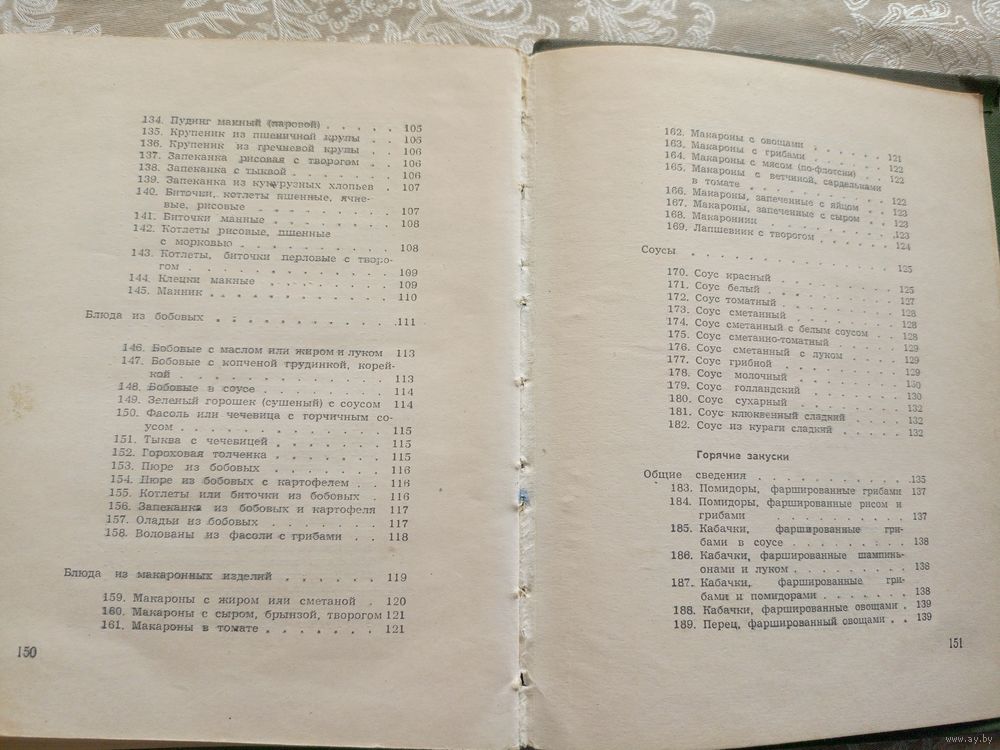 134. Пудинг манный (паровой) . . . . . 105
135. Крупеник из пшеничной крупы . . 105
136. Крупеник из гречневой крупы . . 106
137. Запеканка рисовая с творогом . . 106
138. Запеканка с тыквой . . . . . . . 106
139. Запеканка из кукурузных хлопьев . 107
140. Биточки, котлеты пшенные, ячне-
вые, рисовые . . . . . . . . . 107
141. Биточки манные . . . . . . . . 108
142. Котлеты рисовые, пшенные
с морковью . . . . . . . . . . 108
143. Котлеты, биточки перловые с творо-
гом . . . . . . . . . . . . . 109
144. Клецки манные . . . . . . . . 109
145. Манник . . . . . . . . . . . 110
Блюда из бобовых . . . . . . . . . . . 111
146. Бобовые с маслом или жиром и луком 113
147. Бобовые с копченой грудинкой, корей-
кой . . . . . . . . . . . . . 113
148. Бобовые в соусе . . . . . . . . 114
149. Зеленый горошек (сушеный) с соусом 114
150. Фасоль или чечевица с горчичным со-
усом . . . . . . . . . . . . . 115
151. Тыква с чечевицей . . . . . . . 115
152. Гороховая толченка . . . . . . . 115
153. Пюре из бобовых . . . . . . . 116
154. Пюре из бобовых с картофелем . . 116
155. Котлеты или биточки из бобовых . 116
156. Запеканка из бобовых и картофеля 117
157. Оладьи из бобовых . . . . . . . 117
158. Волованы из фасоли с грибами . . 118
Блюда из макаронных изделий . . . . . . 119
159. Макароны с жиром или сметаной . 120
160. Макароны с сыром, брынзой, творогом 121
161. Макароны в томате . . . . . . . 121
150
162. Макароны с овощами . . . . . . 121
163. Макароны с грибами . . . . . . 122
164. Макароны с мясом (по-флотски) . . 122
165. Макароны с ветчиной, сардельками
в томате . . . . . . . . . . . 122
166. Макароны, запеченные с яйцом . . 123
167. Макароны, запеченные с сыром . . 123
168. Макаронник . . . . . . . . . . 123
169. Лапшевник с творогом . . . . . . 124
Соусы . . . . . . . . . . . . . . . 125
170. Соус красный . . . . . . . . . 125
171. Соус белый . . . . . . . . . . 127
172. Соус томатный . . . . . . . . . 128
173. Соус сметанный . . . . . . . . 128
174. Соус сметанный с белым соусом . . 128
175. Соус сметанно-томатный . . . . . 129
176. Соус сметанный с луком . . . . . 129
177. Соус грибной . . . . . . . . . 129
178. Соус молочный . . . . . . . . 130
179. Соус голландский . . . . . . . 130
180. Соус сухарный . . . . . . . . 132
181. Соус клюквенный сладкий . . . . 132
182. Соус из кураги сладкий . . . . . 132
Горячие закуски
Общие сведения . . . . . . . . . . . 135
183. Помидоры, фаршированные грибами 137
184. Помидоры, фаршированные рисом и
грибами . . . . . . . . . . . 137
185. Кабачки, фаршированные гри-
бами в соусе . . . . . . . . . 138
186. Кабачки, фаршированные шампинь-
онами и луком . . . . . . . . . 138
187. Кабачки, фаршированные гри-
бами и помидорами . . . . . . . 138
188. Кабачки, фаршированные овощами . 139
189. Перец, фаршированный овощами . . 139
151
www.ay.by